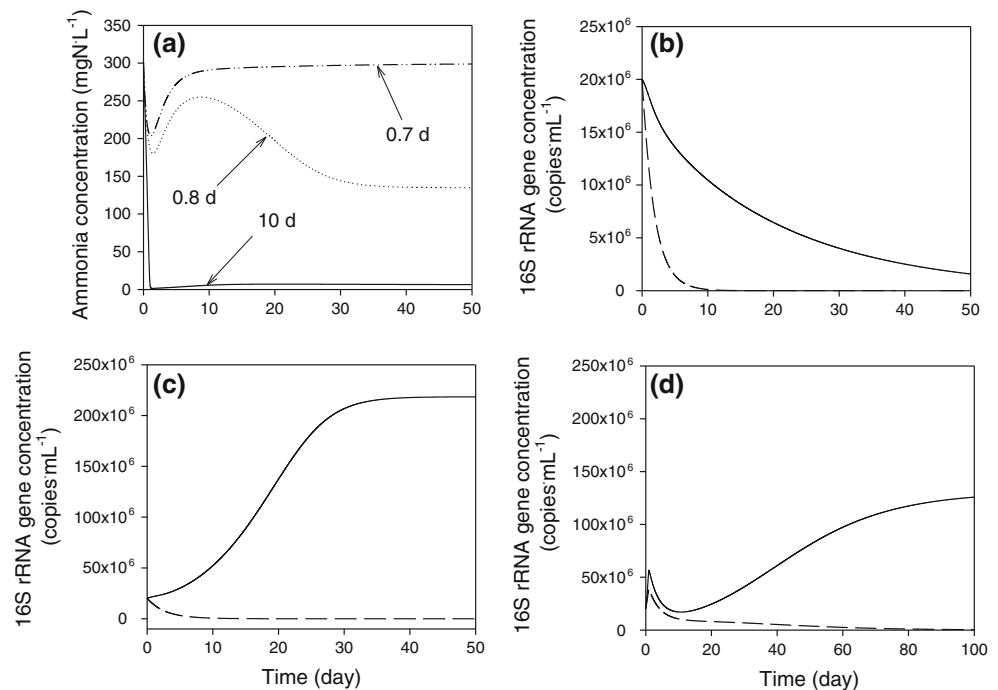 (a)
Ammonia concentration (mgN·L⁻¹)
350
300
250
200
150
100
50
0
0 10 20 30 40 50
0.7 d
0.8 d
10 d
(b)
16S rRNA gene concentration
(copies·mL⁻¹)
25x10⁶
20x10⁶
15x10⁶
10x10⁶
5x10⁶
0
0 10 20 30 40 50
(c)
16S rRNA gene concentration
(copies·mL⁻¹)
250x10⁶
200x10⁶
150x10⁶
100x10⁶
50x10⁶
0
0 10 20 30 40 50
Time (day)
(d)
16S rRNA gene concentration
(copies·mL⁻¹)
250x10⁶
200x10⁶
150x10⁶
100x10⁶
50x10⁶
0
0 20 40 60 80 100
Time (day)